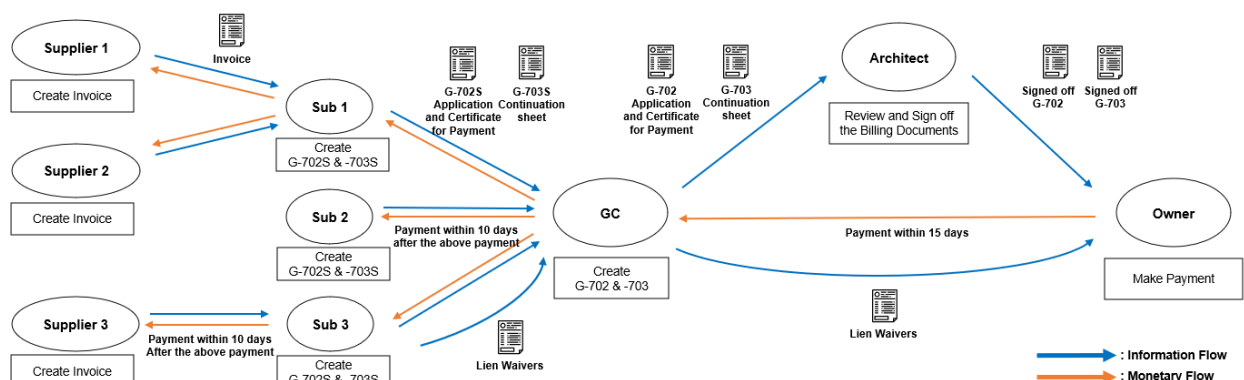 Supplier 1
Create Invoice
Invoice
Supplier 2
Create Invoice
Sub 1
Create
G-702S & -703S
G-702S
Application
and Certificate
for Payment
G-703S
Continuation
sheet
Sub 2
Create
G-702S & -703S
Payment within 10 days
after the above payment
Supplier 3
Create Invoice
Payment within 10 days
After the above payment
Sub 3
Create
G-702S & -703S
Lien Waivers
GC
Create
G-702 & -703
G-702
Application
and Certificate
for Payment
G-703
Continuation
sheet
Architect
Review and Sign off
the Billing Documents
Signed off
G-702
Signed off
G-703
Owner
Make Payment
Payment within 15 days
Lien Waivers
: Information Flow
: Monetary Flow